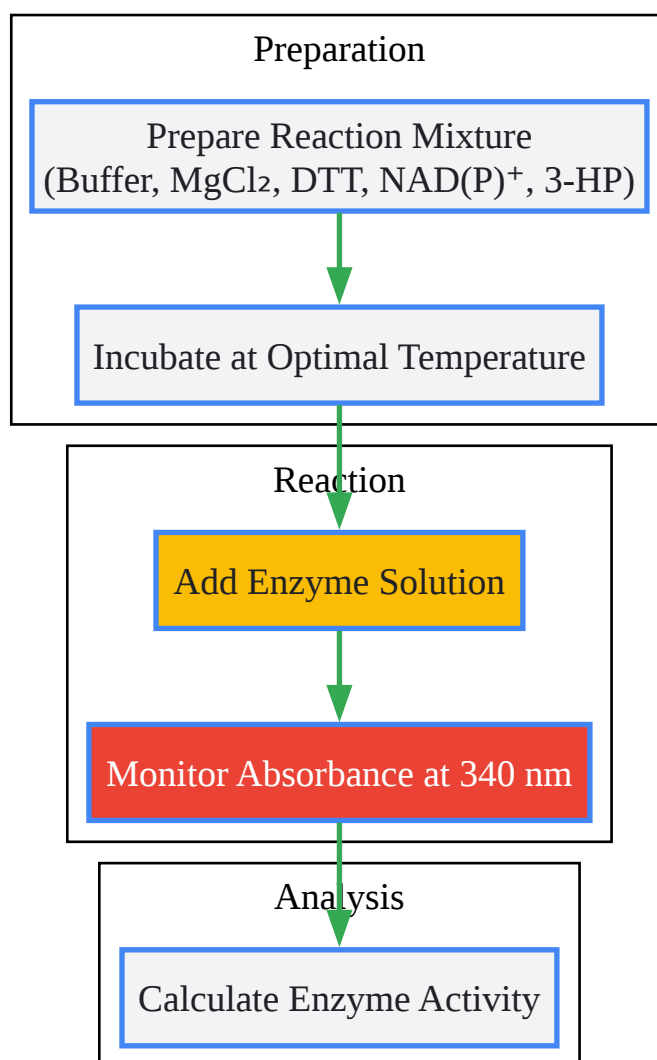 Preparation
Prepare Reaction Mixture
(Buffer, MgCl₂, DTT, NAD(P)⁺, 3-HP)
Incubate at Optimal Temperature
Reaction
Add Enzyme Solution
Monitor Absorbance at 340 nm
Analysis
Calculate Enzyme Activity